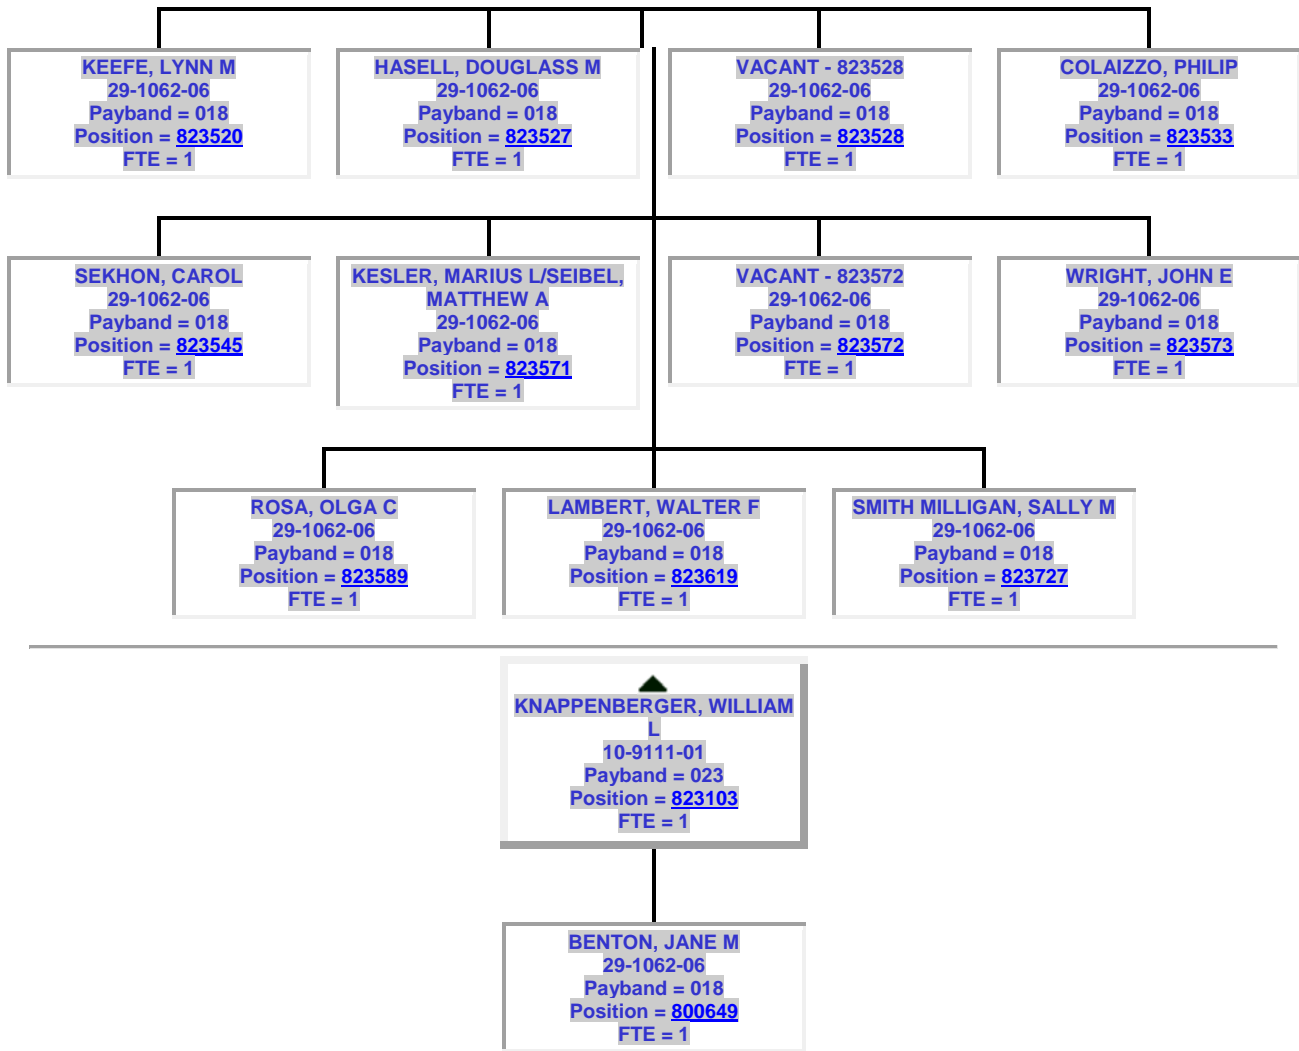 KEEFE, LYNN M
29-1062-06
Payband = 018
Position = 823520
FTE = 1
HASELL, DOUGLASS M
29-1062-06
Payband = 018
Position = 823527
FTE = 1
VACANT - 823528
29-1062-06
Payband = 018
Position = 823528
FTE = 1
COLAIZZO, PHILIP
29-1062-06
Payband = 018
Position = 823533
FTE = 1
SEKHON, CAROL
29-1062-06
Payband = 018
Position = 823545
FTE = 1
KESLER, MARIUS L/SEIBEL,
MATTHEW A
29-1062-06
Payband = 018
Position = 823571
FTE = 1
VACANT - 823572
29-1062-06
Payband = 018
Position = 823572
FTE = 1
WRIGHT, JOHN E
29-1062-06
Payband = 018
Position = 823573
FTE = 1
ROSA, OLGA C
29-1062-06
Payband = 018
Position = 823589
FTE = 1
LAMBERT, WALTER F
29-1062-06
Payband = 018
Position = 823619
FTE = 1
SMITH MILLIGAN, SALLY M
29-1062-06
Payband = 018
Position = 823727
FTE = 1
KNAPPENBERGER, WILLIAM
L
10-9111-01
Payband = 023
Position = 823103
FTE = 1
BENTON, JANE M
29-1062-06
Payband = 018
Position = 800649
FTE = 1